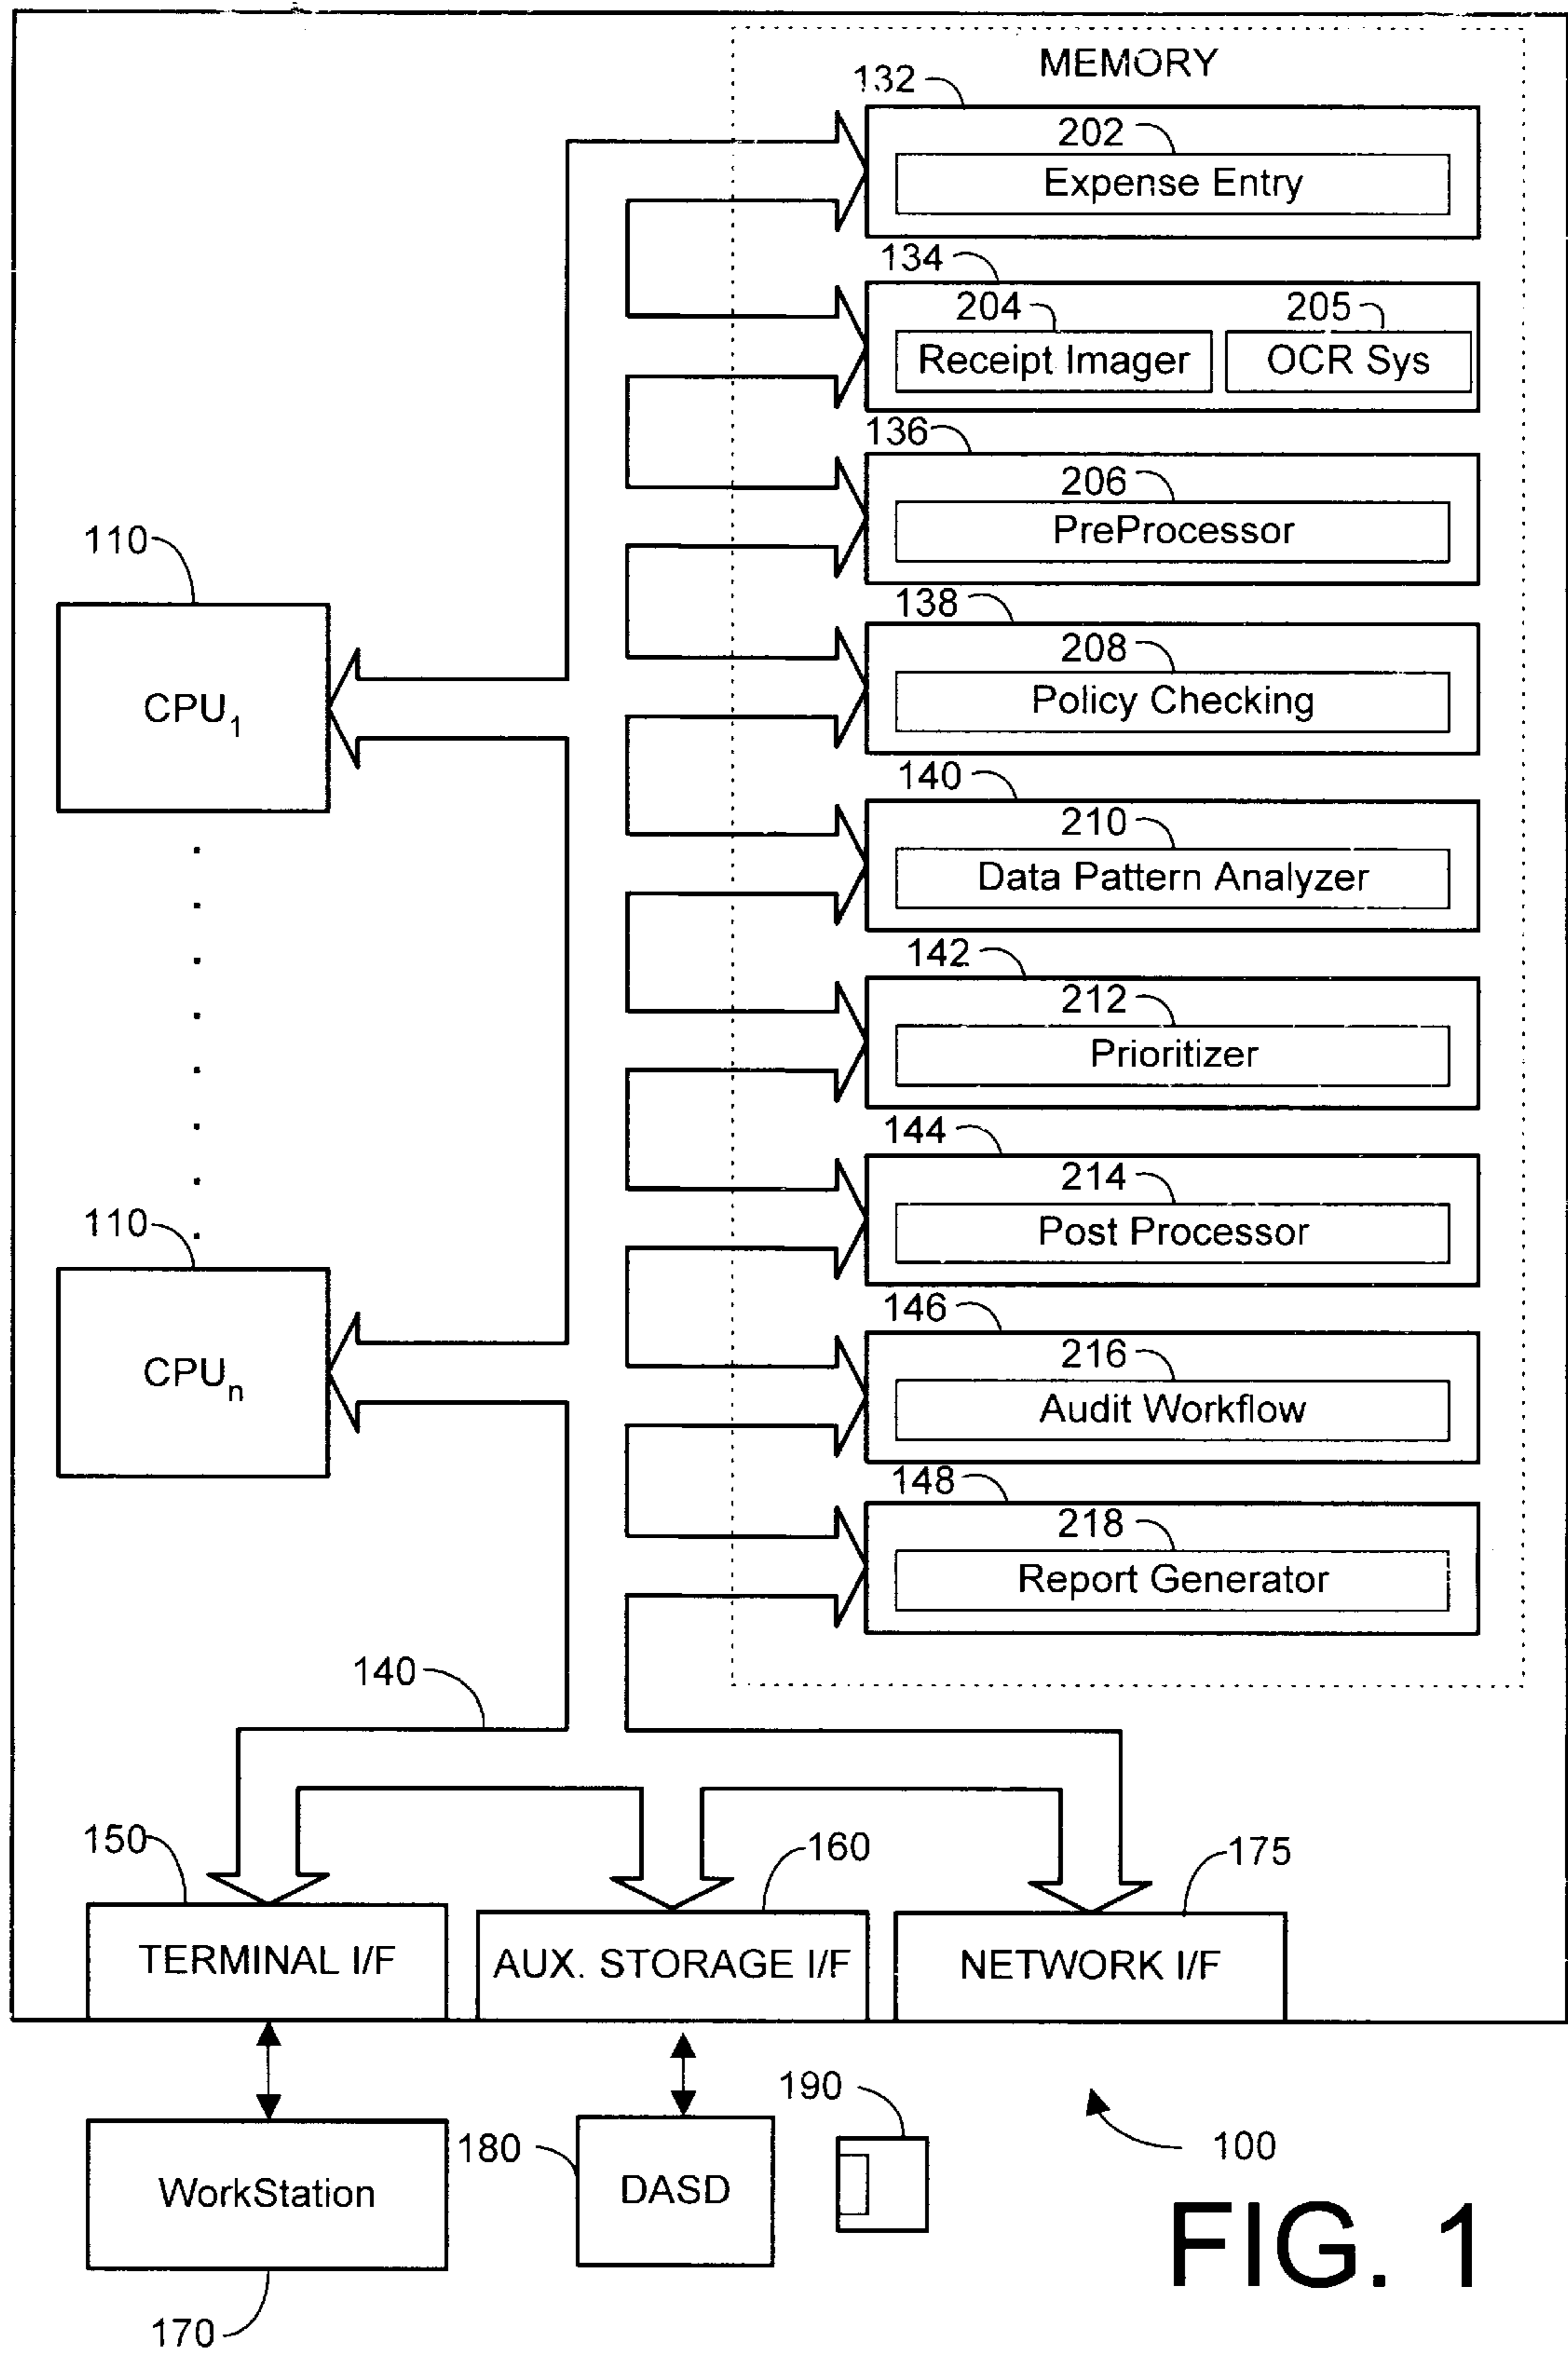 MEMORY
132
202
Expense Entry
134
204
205
Receipt Imager
OCR Sys
136
206
PreProcessor
110
138
208
CPU1
Policy Checking
140
210
Data Pattern Analyzer
142
212
Prioritizer
144
214
110
Post Processor
146
216
CPUn
Audit Workflow
148
218
Report Generator
140
150
160
175
TERMINAL I/F
AUX. STORAGE I/F
NETWORK I/F
190
180
100
WorkStation
DASD
FIG. 1
170